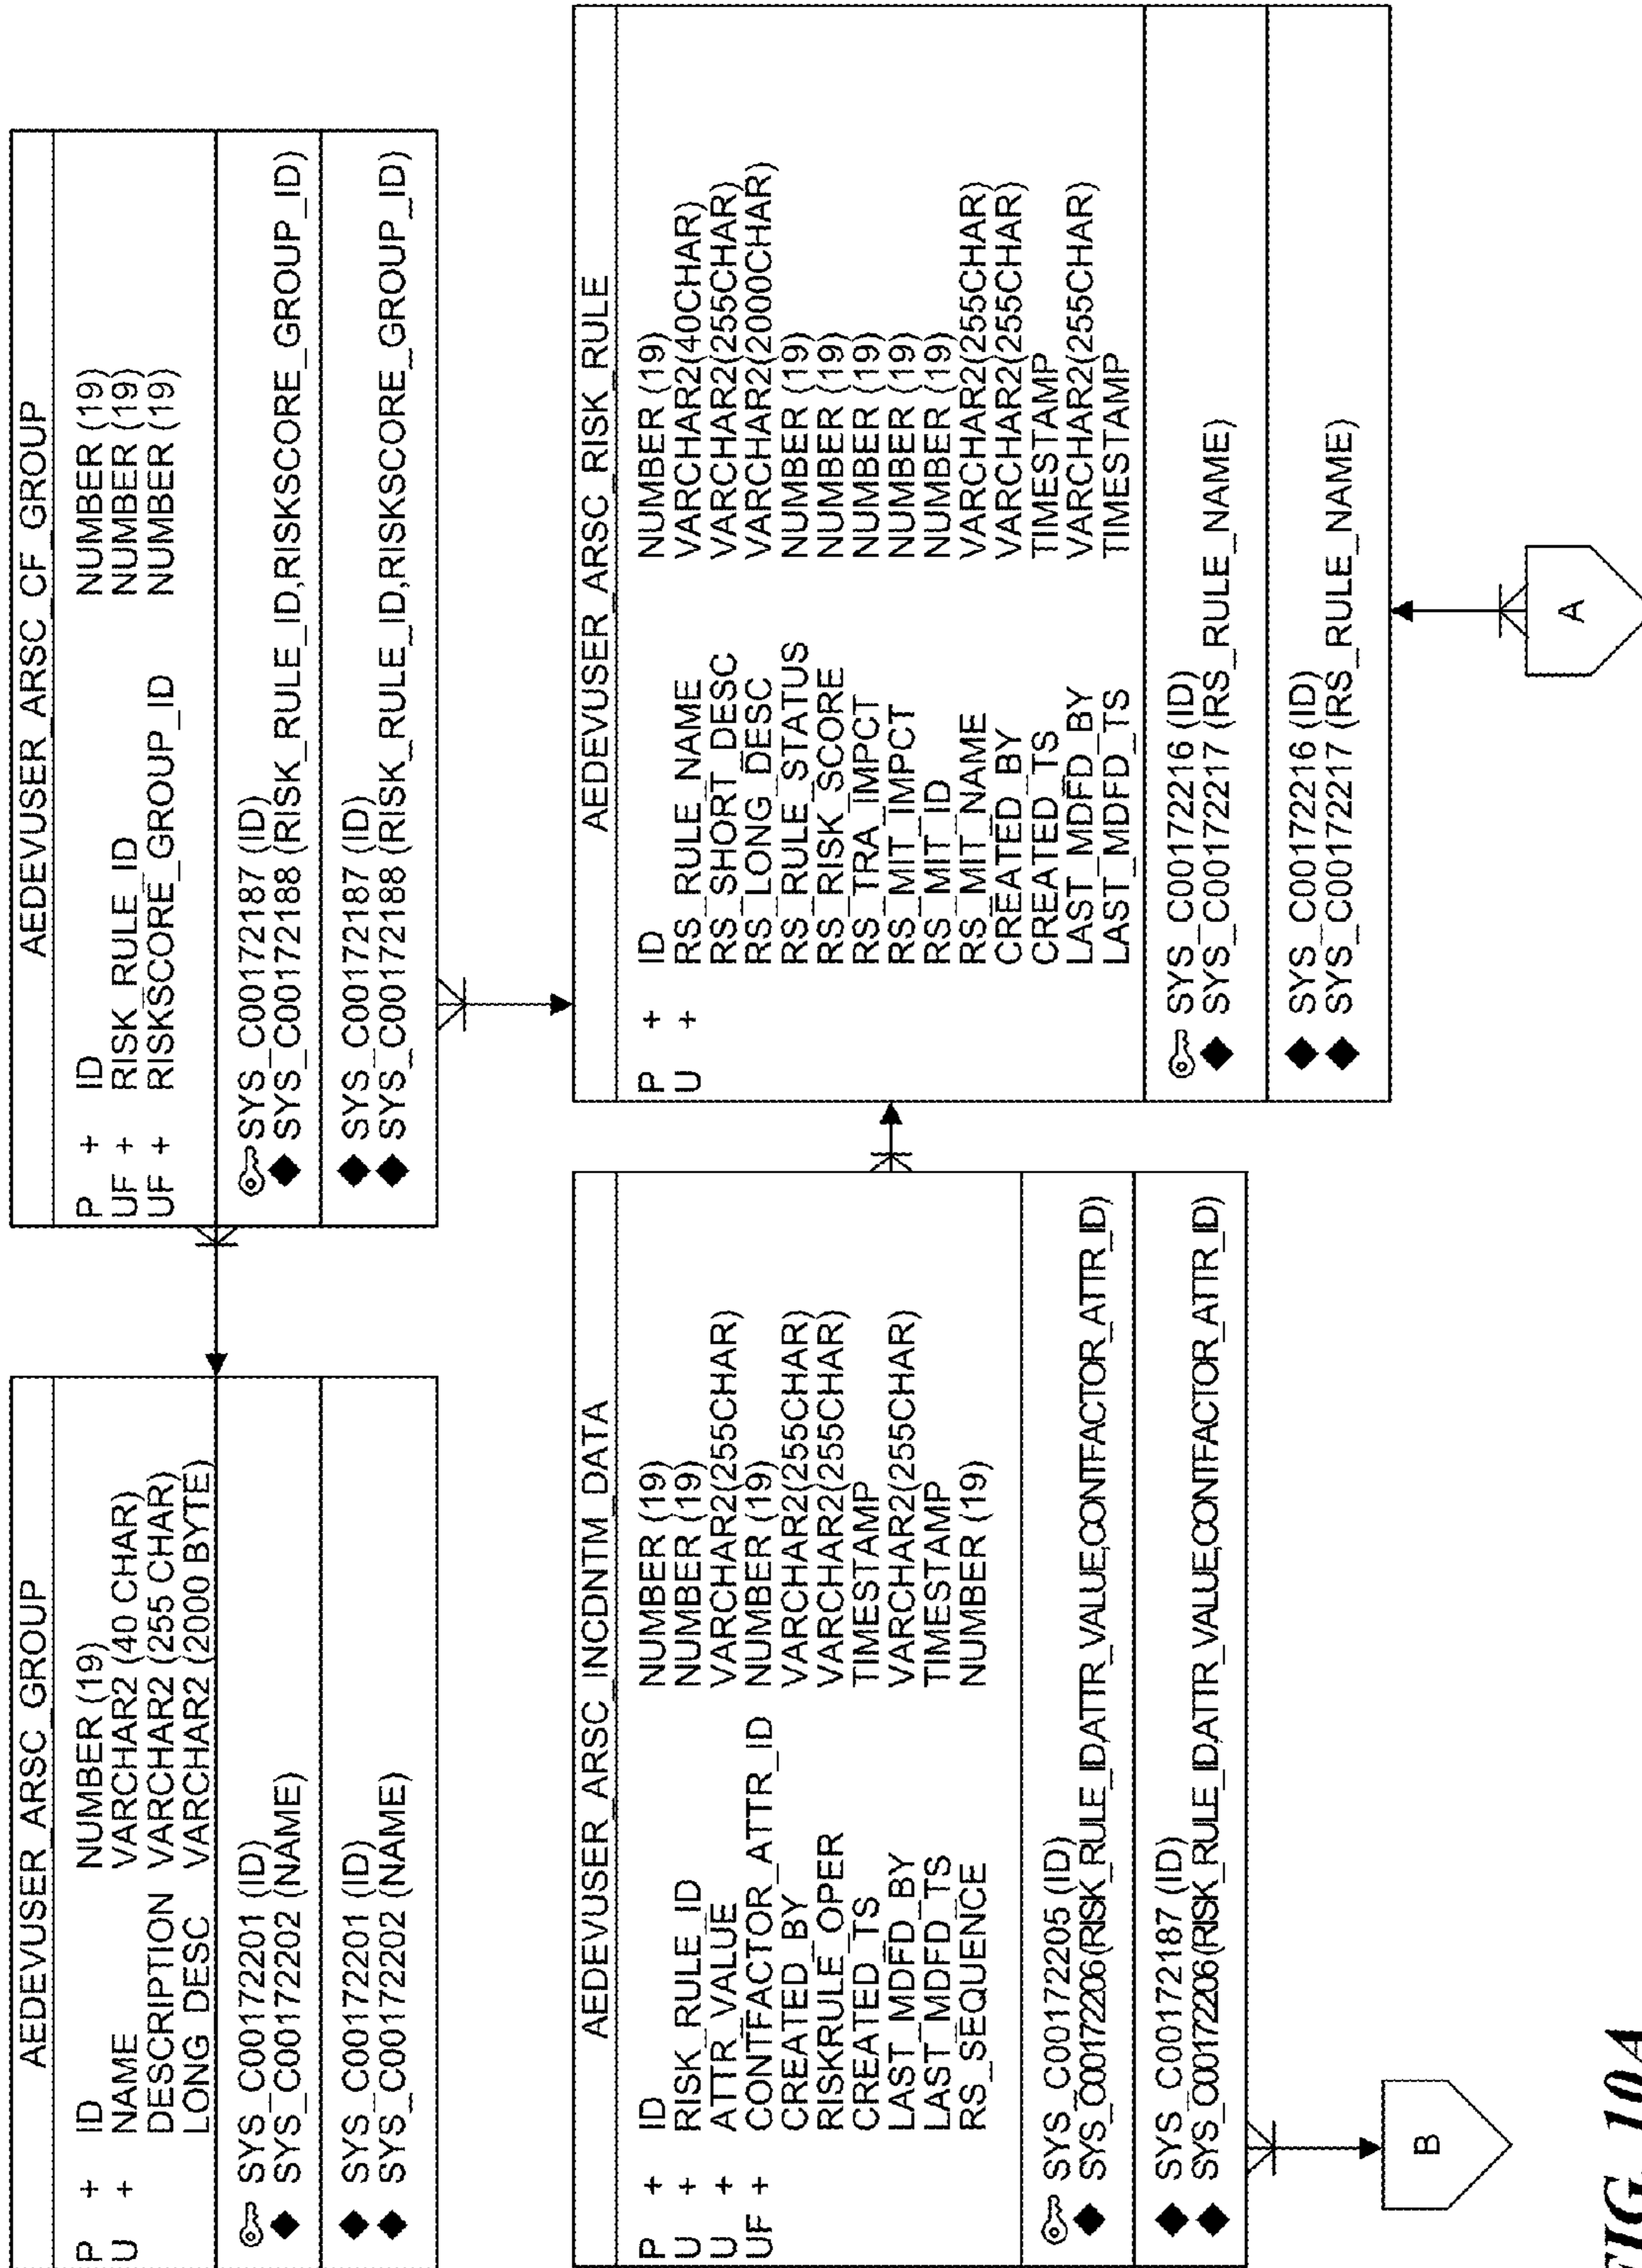 AEDEVUSER_ARSC_GROUP
P + ID NUMBER (19)
U + NAME VARCHAR2 (40 CHAR)
DESCRIPTION VARCHAR2 (255 CHAR)
LONG_DESC VARCHAR2 (2000 BYTE)
SYS_C00172201 (ID)
SYS_C00172202 (NAME)
SYS_C00172201 (ID)
SYS_C00172202 (NAME)
AEDEVUSER_ARSC_CF_GROUP
P + ID NUMBER (19)
UF + RISK_RULE_ID NUMBER (19)
UF + RISKSCORE_GROUP_ID NUMBER (19)
SYS_C00172187 (ID)
SYS_C00172188 (RISK_RULE_ID,RISKSCORE_GROUP_ID)
SYS_C00172187 (ID)
SYS_C00172188 (RISK_RULE_ID,RISKSCORE_GROUP_ID)
AEDEVUSER_ARSC_INCDNTM_DATA
P + ID NUMBER (19)
U + RISK_RULE_ID NUMBER (19)
U + ATTR_VALUE VARCHAR2(255CHAR)
UF + CONTFACTOR_ATTR_ID NUMBER (19)
CREATED_BY VARCHAR2(255CHAR)
RISKRULE_OPER VARCHAR2(255CHAR)
CREATED_TS TIMESTAMP
LAST_MDFD_BY VARCHAR2(255CHAR)
LAST_MDFD_TS TIMESTAMP
RS_SEQUENCE NUMBER (19)
SYS_C00172205 (ID)
SYS_C00172206(RISK_RULE_ID,ATTR_VALUE,CONTFACTOR_ATTR_ID)
SYS_C00172187 (ID)
SYS_C00172206(RISK_RULE_ID,ATTR_VALUE,CONTFACTOR_ATTR_ID)
B
AEDEVUSER_ARSC_RISK_RULE
P + ID NUMBER (19)
U + RS_RULE_NAME VARCHAR2(40CHAR)
RS_SHORT_DESC VARCHAR2(255CHAR)
RS_LONG_DESC VARCHAR2(2000CHAR)
RS_RULE_STATUS NUMBER (19)
RS_RISK_SCORE NUMBER (19)
RS_TRA_IMPCT NUMBER (19)
RS_MIT_IMPCT NUMBER (19)
RS_MIT_ID NUMBER (19)
RS_MIT_NAME VARCHAR2(255CHAR)
CREATED_BY VARCHAR2(255CHAR)
CREATED_TS TIMESTAMP
LAST_MDFD_BY VARCHAR2(255CHAR)
LAST_MDFD_TS TIMESTAMP
SYS_C00172216 (ID)
SYS_C00172217 (RS_RULE_NAME)
SYS_C00172216 (ID)
SYS_C00172217 (RS_RULE_NAME)
A
FIG. 10A